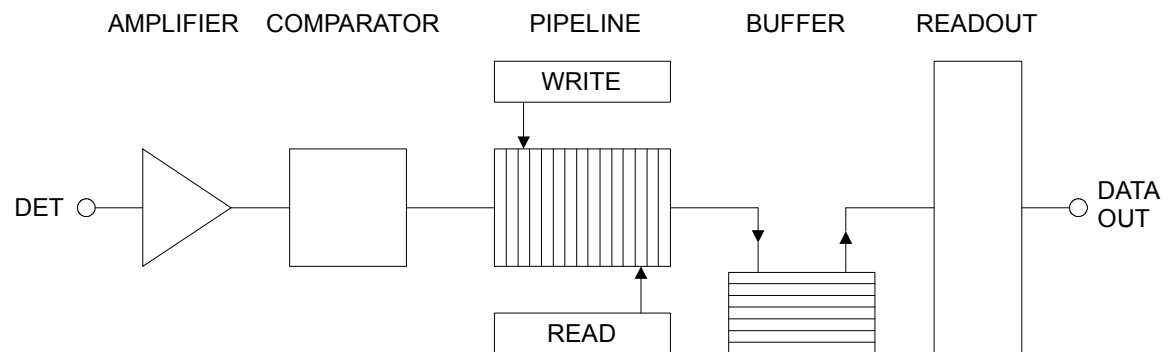 AMPLIFIER COMPARATOR PIPELINE BUFFER READOUT
WRITE
DET
DATA
OUT
READ